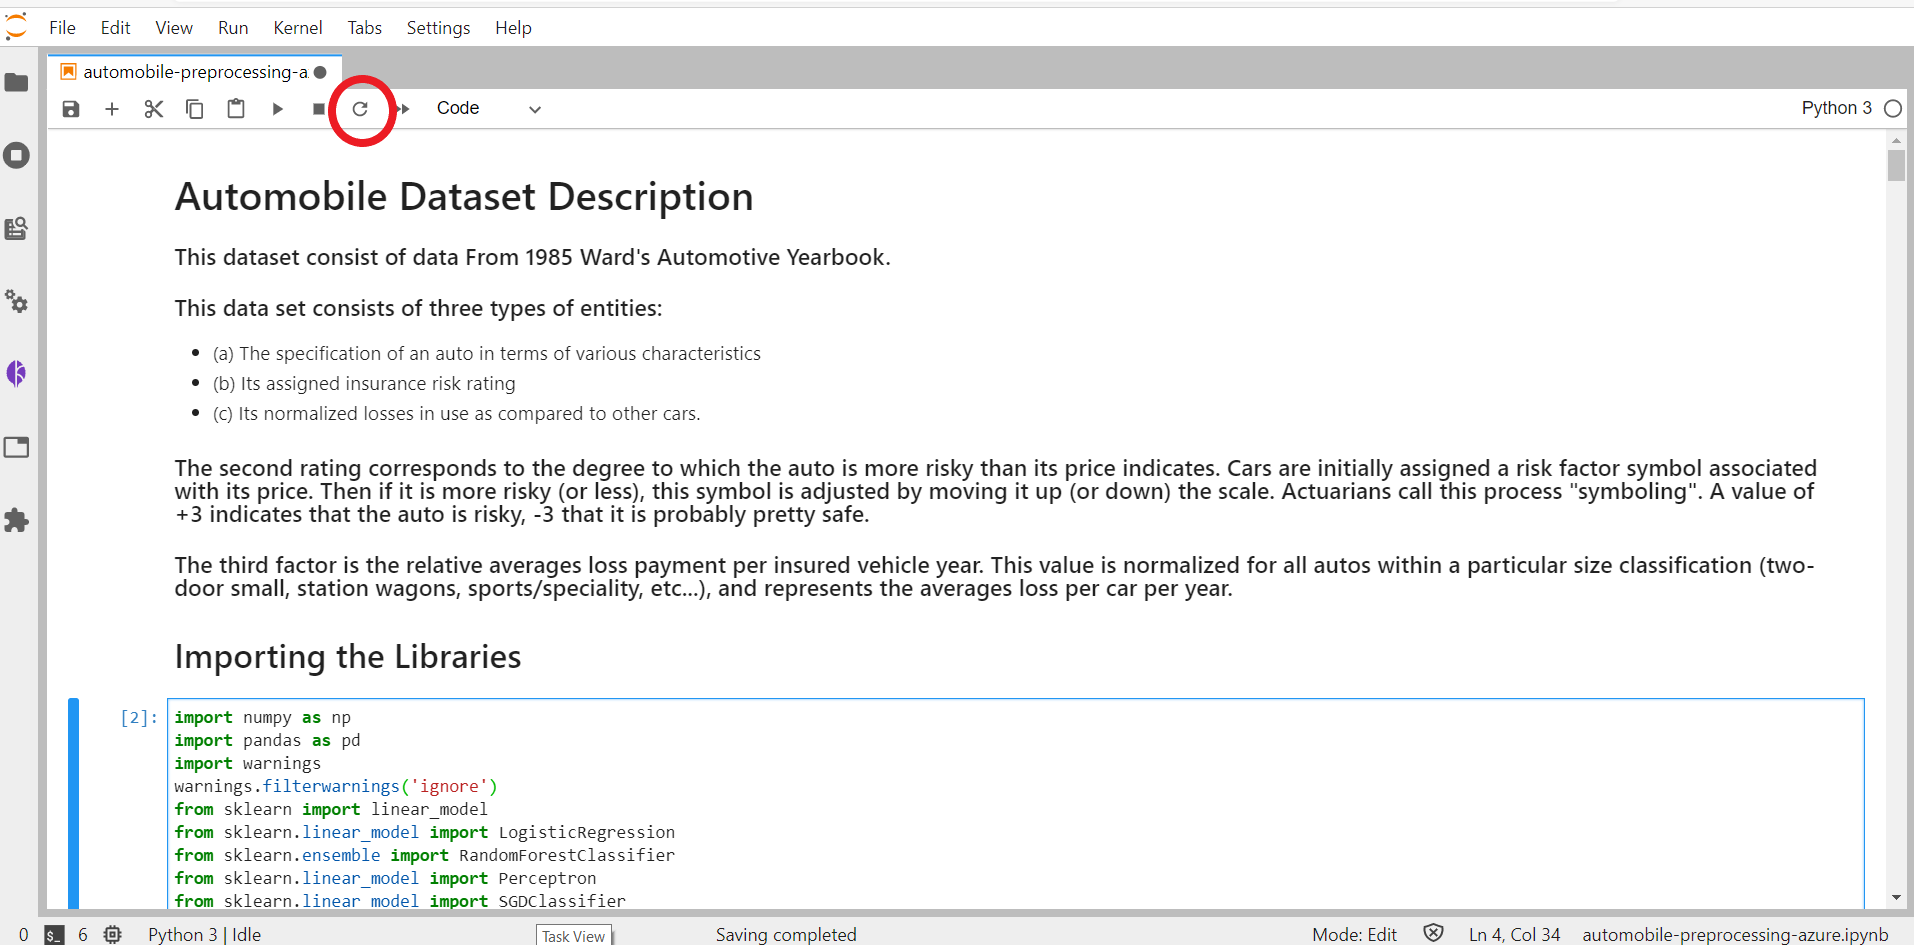 File Edit View Run Kernel Tabs Settings Help
automobile-preprocessing-a
Code
Python 3
Automobile Dataset Description
This dataset consist of data From 1985 Ward's Automotive Yearbook.
This data set consists of three types of entities:
• (a) The specification of an auto in terms of various characteristics
• (b) Its assigned insurance risk rating
• (c) Its normalized losses in use as compared to other cars.
The second rating corresponds to the degree to which the auto is more risky than its price indicates. Cars are initially assigned a risk factor symbol associated
with its price. Then if it is more risky (or less), this symbol is adjusted by moving it up (or down) the scale. Actuarians call this process "symboling". A value of
+3 indicates that the auto is risky, -3 that it is probably pretty safe.
The third factor is the relative averages loss payment per insured vehicle year. This value is normalized for all autos within a particular size classification (two-
door small, station wagons, sports/speciality, etc...), and represents the averages loss per car per year.
Importing the Libraries
[2]: import numpy as np
import pandas as pd
import warnings
warnings.filterwarnings('ignore')
from sklearn import linear_model
from sklearn.linear_model import LogisticRegression
from sklearn.ensemble import RandomForestClassifier
from sklearn.linear_model import Perceptron
from sklearn.linear_model import SGDClassifier
0 $_ 6 Python 3 | Idle Task View Saving completed Mode: Edit Ln 4, Col 34 automobile-preprocessing-azure.ipynb